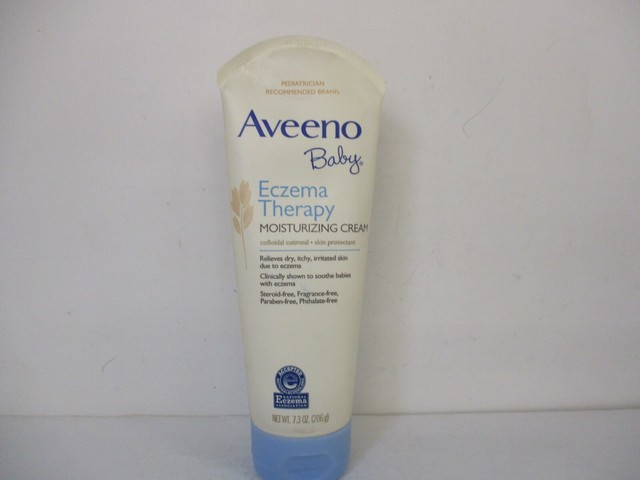 PEDIATRICIAN
RECOMMENDED BRAND
Aveeno
Baby®
Eczema
Therapy
MOISTURIZING CREAM
colloidal oatmeal • skin protectant
Relieves dry, itchy, irritated skin
due to eczema
Clinically shown to soothe babies
with eczema
Steroid-free, Fragrance-free,
Paraben-free, Phthalate-free
ACCEPTED
e
NATIONAL
Eczema
ASSOCIATION
NET WT. 7.3 OZ. (206 g)